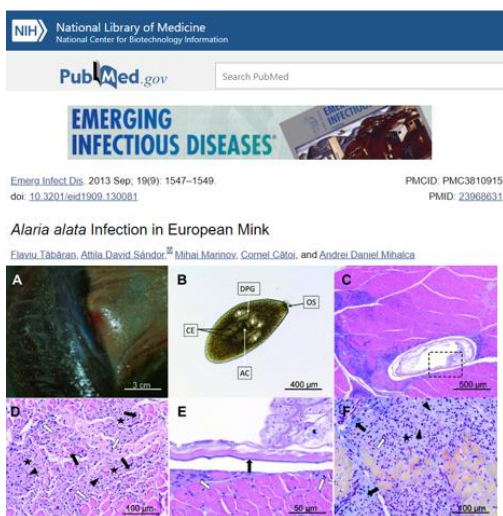 NIH
National Library of Medicine
National Center for Biotechnology Information
PubMed.gov
Search PubMed
EMERGING
INFECTIOUS DISEASES®
Emerg Infect Dis. 2013 Sep; 19(9): 1547–1549.
PMCID: PMC3810915
doi: 10.3201/eid1909.130081
PMID: 23968631
Alaria alata Infection in European Mink
Flaviu Tăbăran, Attila David Sándor, Mihai Marinov, Cornel Cătoi, and Andrei Daniel Mihalca
A
3 cm
B
DPG
OS
CE
AC
400 µm
C
500 µm
D
100 µm
E
50 µm
F
100 µm